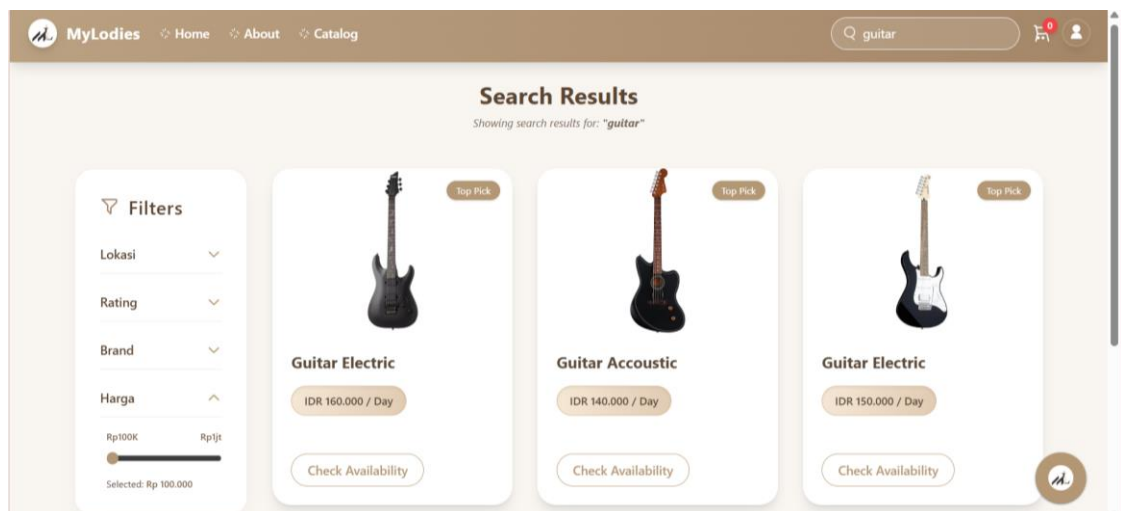 MyLodies Home About Catalog guitar 0
Search Results
Showing search results for: "guitar"
Filters
Lokasi
Rating
Brand
Harga
Rp100K Rp1jt
Selected: Rp 100.000
Top Pick
Guitar Electric
IDR 160.000 / Day
Check Availability
Top Pick
Guitar Accoustic
IDR 140.000 / Day
Check Availability
Top Pick
Guitar Electric
IDR 150.000 / Day
Check Availability